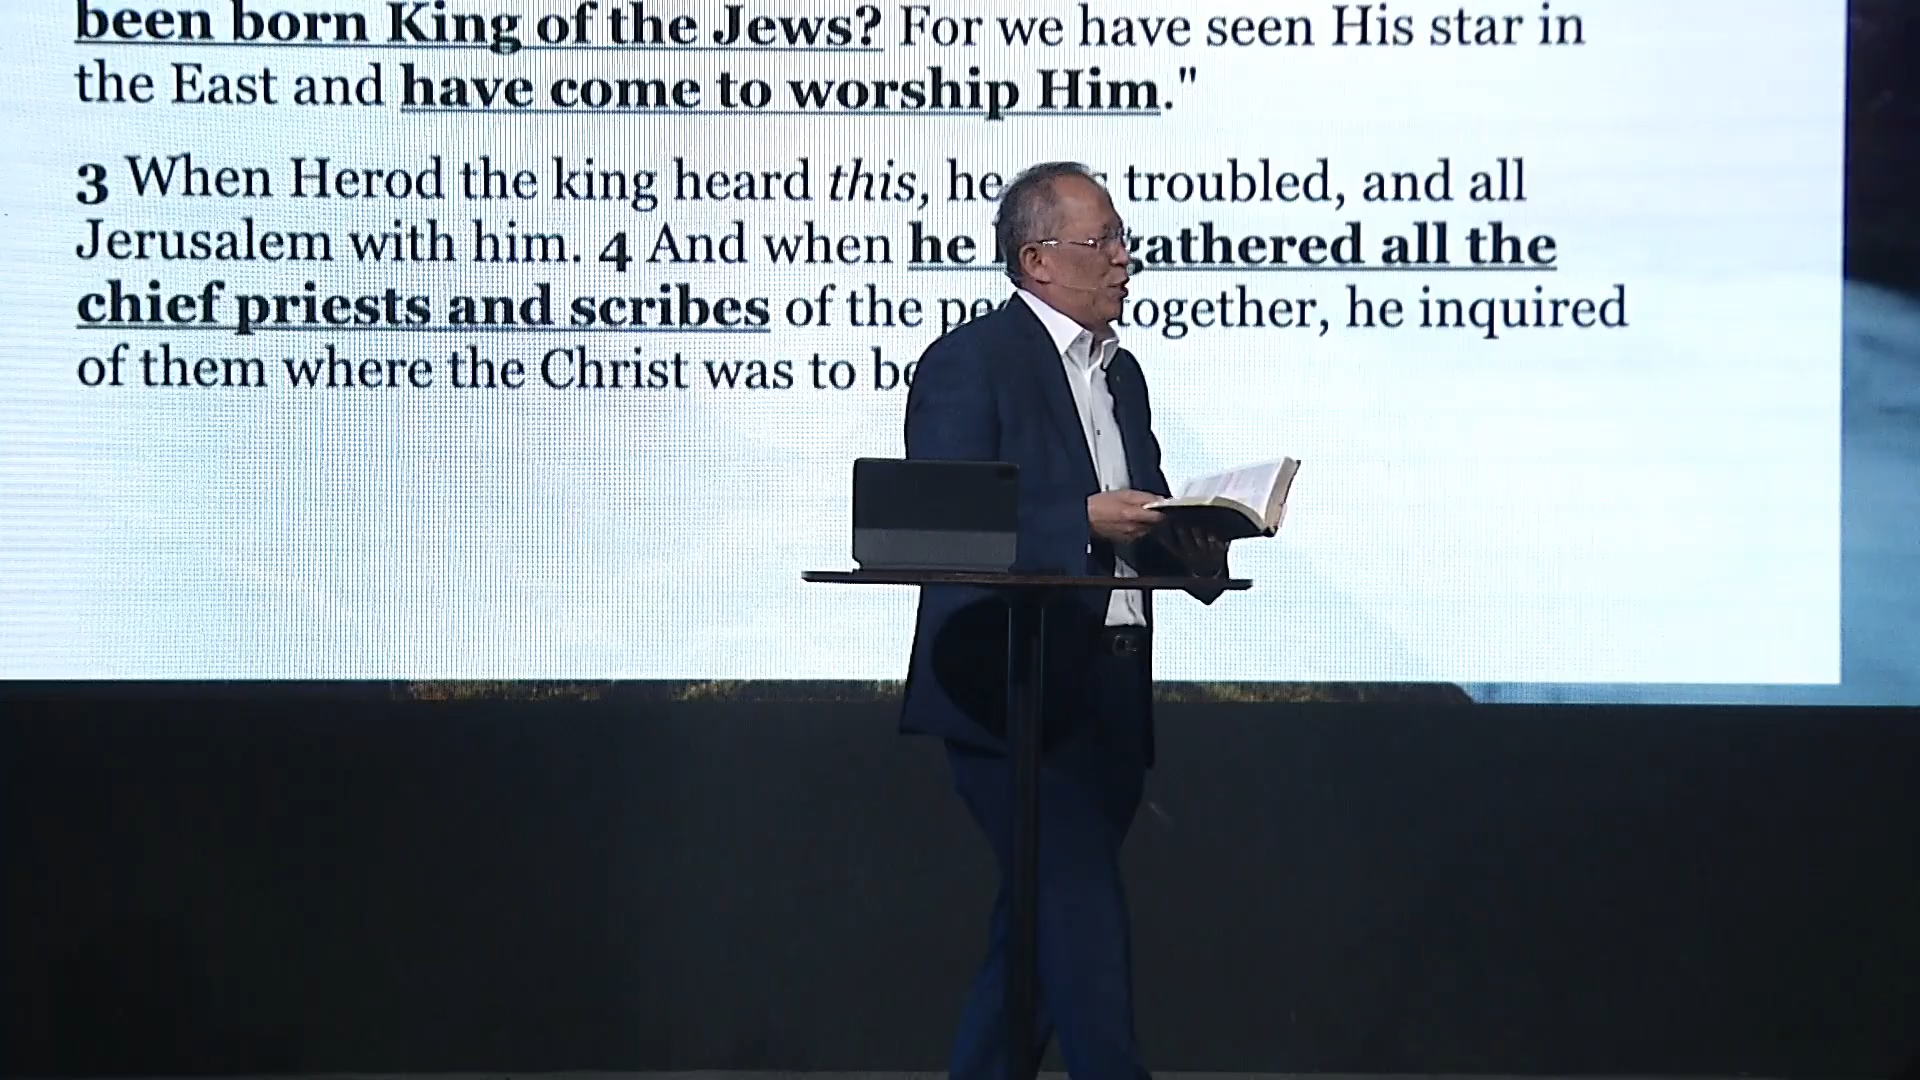 been born King of the Jews? For we have seen His star in
the East and have come to worship Him."
3 When Herod the king heard this, he troubled, and all
Jerusalem with him. 4 And when he gathered all the
chief priests and scribes of the together, he inquired
of them where the Christ was to